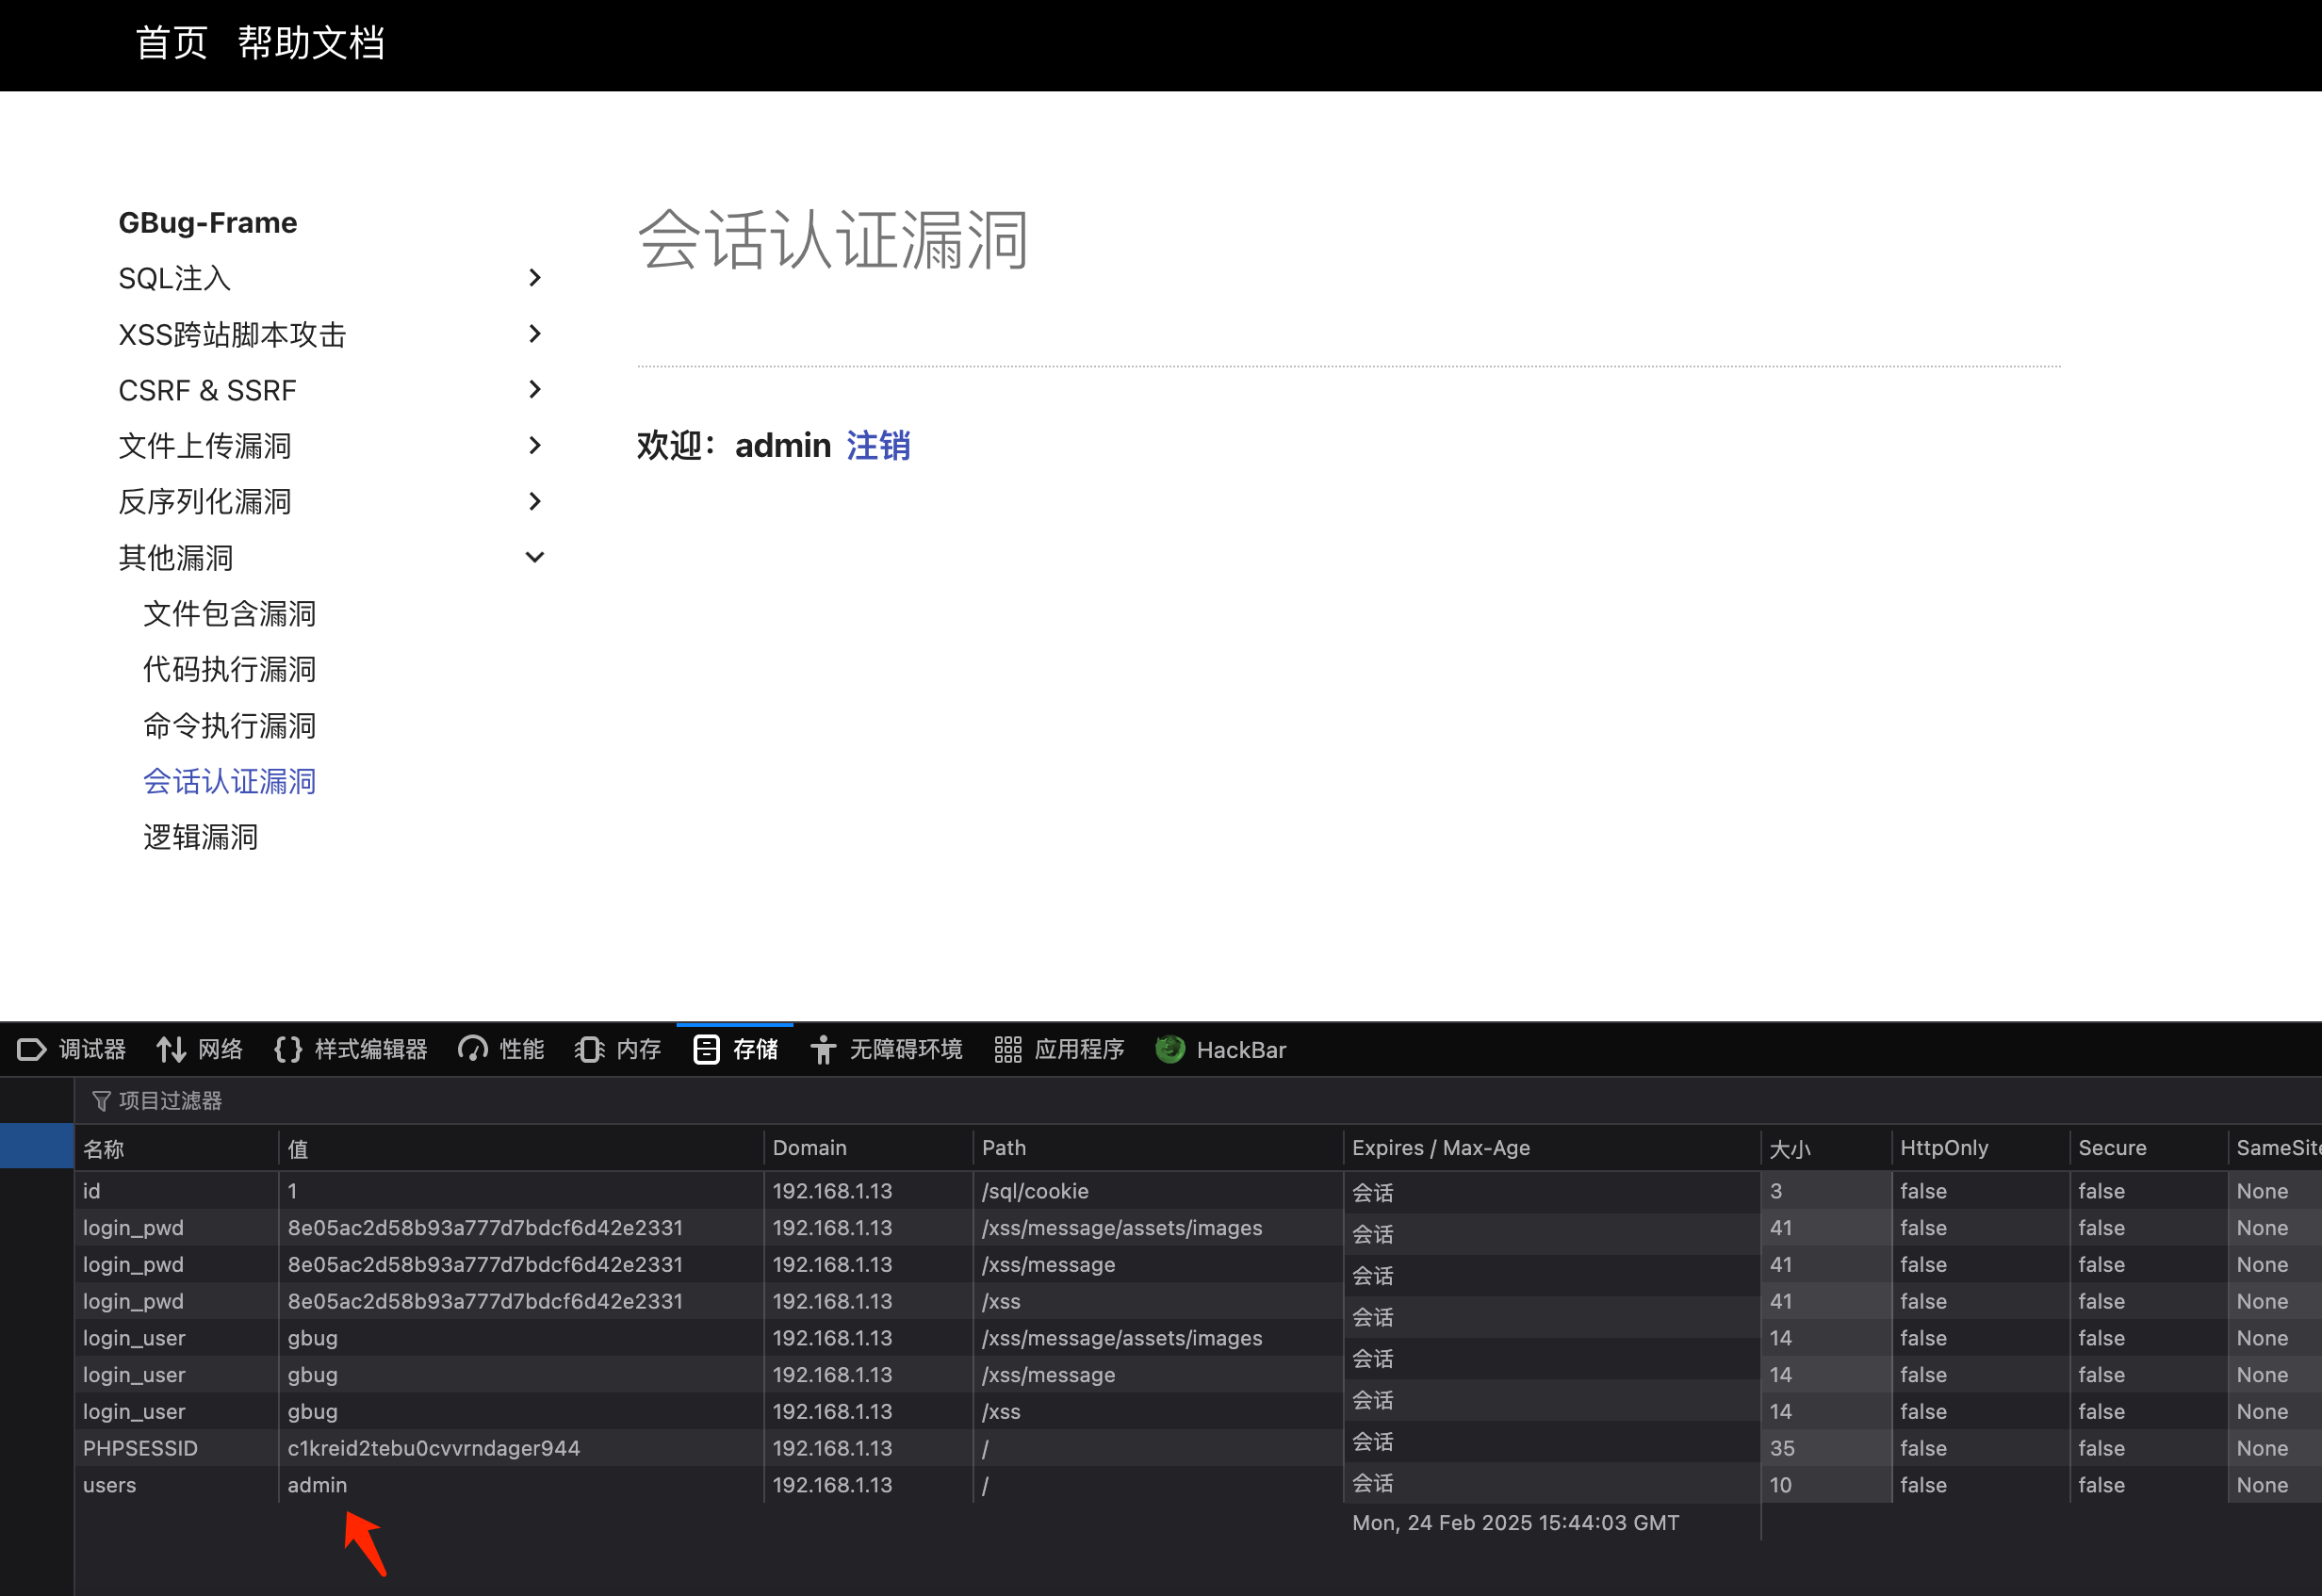 首页 帮助文档
GBug-Frame
SQL注入
XSS跨站脚本攻击
CSRF & SSRF
文件上传漏洞
反序列化漏洞
其他漏洞
文件包含漏洞
代码执行漏洞
命令执行漏洞
会话认证漏洞
逻辑漏洞
会话认证漏洞
欢迎：admin 注销
调试器 网络 样式编辑器 性能 内存 存储 无障碍环境 应用程序 HackBar
项目过滤器
名称 值 Domain Path Expires / Max-Age 大小 HttpOnly Secure SameSite
id 1 192.168.1.13 /sql/cookie 会话 3 false false None
login_pwd 8e05ac2d58b93a777d7bdcf6d42e2331 192.168.1.13 /xss/message/assets/images 会话 41 false false None
login_pwd 8e05ac2d58b93a777d7bdcf6d42e2331 192.168.1.13 /xss/message 会话 41 false false None
login_pwd 8e05ac2d58b93a777d7bdcf6d42e2331 192.168.1.13 /xss 会话 41 false false None
login_user gbug 192.168.1.13 /xss/message/assets/images 会话 14 false false None
login_user gbug 192.168.1.13 /xss/message 会话 14 false false None
login_user gbug 192.168.1.13 /xss 会话 14 false false None
PHPSESSID c1kreid2tebu0cvvrndager944 192.168.1.13 / 会话 35 false false None
users admin 192.168.1.13 / 会话 10 false false None
Mon, 24 Feb 2025 15:44:03 GMT